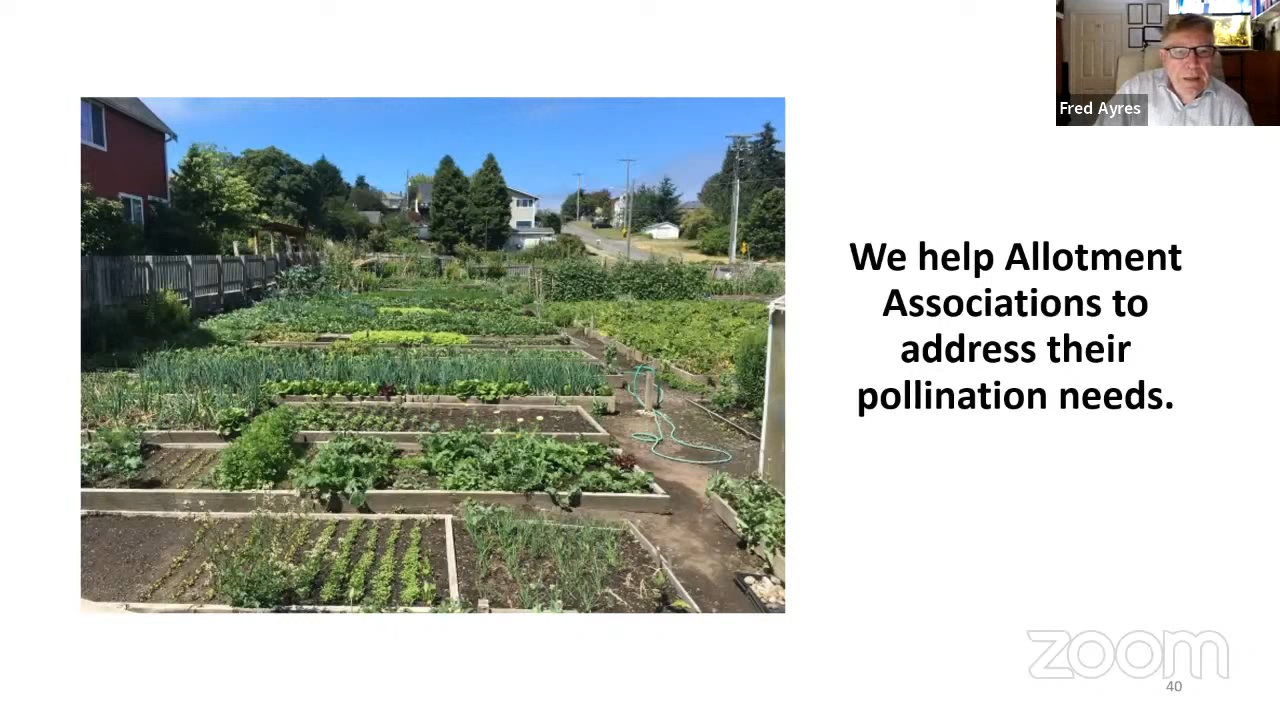 Fred Ayres
We help Allotment
Associations to
address their
pollination needs.
zoom
40